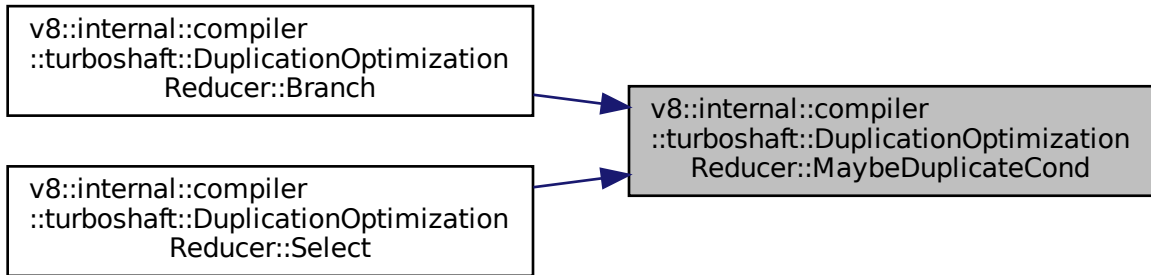 v8::internal::compiler
::turboshaft::DuplicationOptimization
Reducer::Branch
v8::internal::compiler
::turboshaft::DuplicationOptimization
Reducer::MaybeDuplicateCond
v8::internal::compiler
::turboshaft::DuplicationOptimization
Reducer::Select